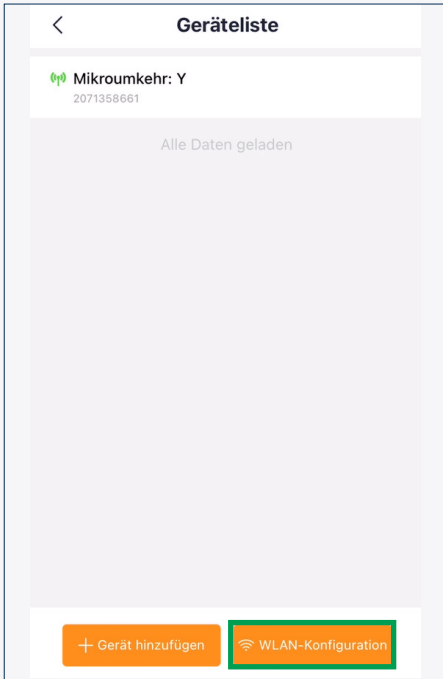 Geräteliste
Mikroumkehr: Y
2071358661
Alle Daten geladen
Gerät hinzufügen
WLAN-Konfiguration